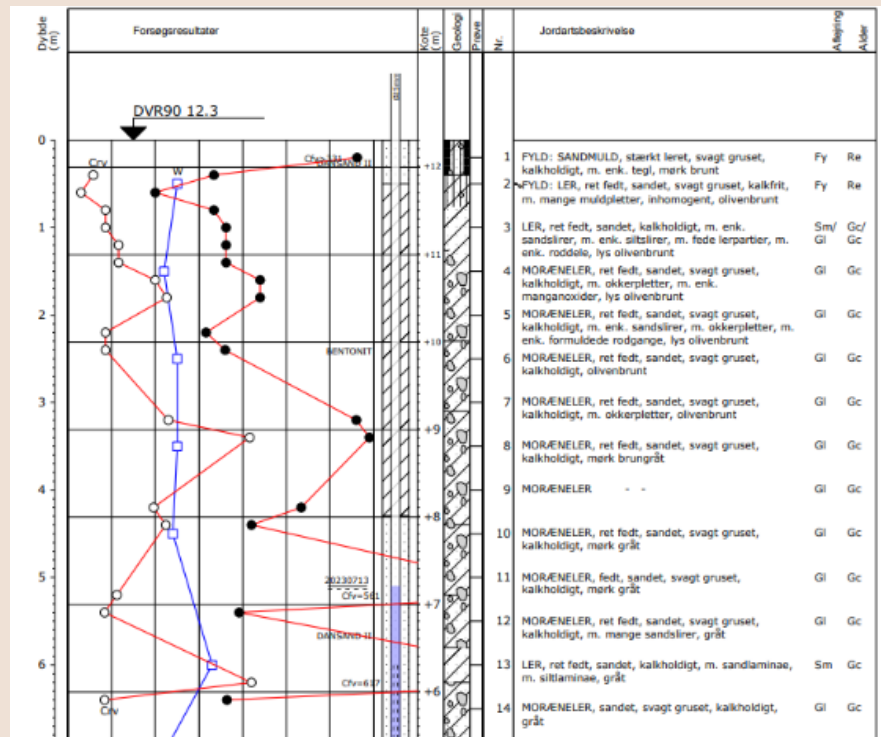 Dybde (m)
Forsøgsresultater
Kote (m)
Geologi
Prøve
Nr.
Jordartsbeskrivelse
Aflejring
Alder
DVR90 12.3
0
Crv
W
+12
1 FYLD: SANDMULD, stærkt leret, svagt gruset,
kalkholdigt, m. enk. tegl, mørk brunt
Fy Re
2 FYLD: LER, ret fedt, sandet, svagt gruset, kalkfrit,
m. mange muldpletter, inhomogent, olivenbrunt
Fy Re
1
+11
3 LER, ret fedt, sandet, kalkholdigt, m. enk.
sandslirer, m. enk. siltslirer, m. fede lerpartier, m.
enk. roddele, lys olivenbrunt
Sm/ Gc/
Gl Gc
4 MORÆNELER, ret fedt, sandet, svagt gruset,
kalkholdigt, m. okkerpletter, m. enk.
manganoxider, lys olivenbrunt
Gl Gc
2
+10
BENTONIT
5 MORÆNELER, ret fedt, sandet, svagt gruset,
kalkholdigt, m. enk. sandslirer, m. okkerpletter, m.
enk. formuldede rodgange, lys olivenbrunt
Gl Gc
6 MORÆNELER, ret fedt, sandet, svagt gruset,
kalkholdigt, olivenbrunt
Gl Gc
3
+9
7 MORÆNELER, ret fedt, sandet, svagt gruset,
kalkholdigt, m. okkerpletter, olivenbrunt
Gl Gc
8 MORÆNELER, ret fedt, sandet, svagt gruset,
kalkholdigt, mørk brungråt
Gl Gc
4
+8
9 MORÆNELER - -
Gl Gc
10 MORÆNELER, ret fedt, sandet, svagt gruset,
kalkholdigt, mørk gråt
Gl Gc
5
20230713
Cfv=561
+7
11 MORÆNELER, fedt, sandet, svagt gruset,
kalkholdigt, mørk gråt
Gl Gc
DANSAND II
12 MORÆNELER, ret fedt, sandet, svagt gruset,
kalkholdigt, m. mange sandslirer, gråt
Gl Gc
6
Cfv=617
+6
13 LER, ret fedt, sandet, kalkholdigt, m. sandlaminae,
m. siltlaminae, gråt
Sm Gc
Crv
14 MORÆNELER, sandet, svagt gruset, kalkholdigt,
gråt
Gl Gc